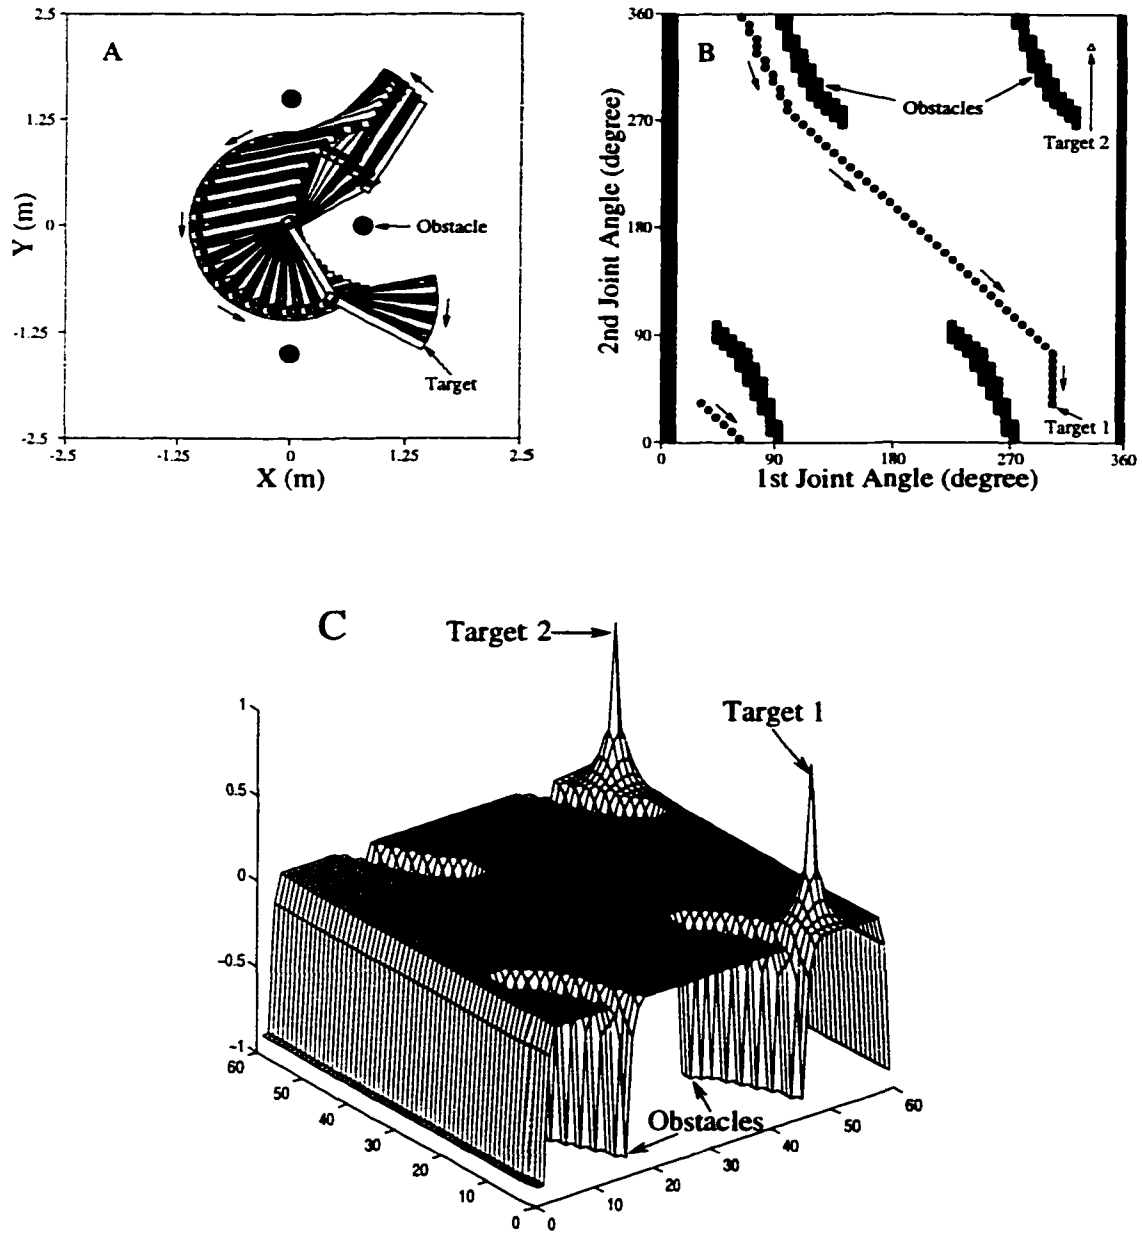 A
2.5
1.25
0
-1.25
-2.5
Y (m)
-2.5
-1.25
0
1.25
2.5
X (m)
Obstacle
Target
B
360
270
180
90
0
2nd Joint Angle (degree)
0
90
180
270
360
1st Joint Angle (degree)
Obstacles
Target 2
Target 1
C
Target 2
Target 1
1
0.5
0
-0.5
-1
60
50
40
30
20
10
0
0
10
20
30
40
50
60
Obstacles